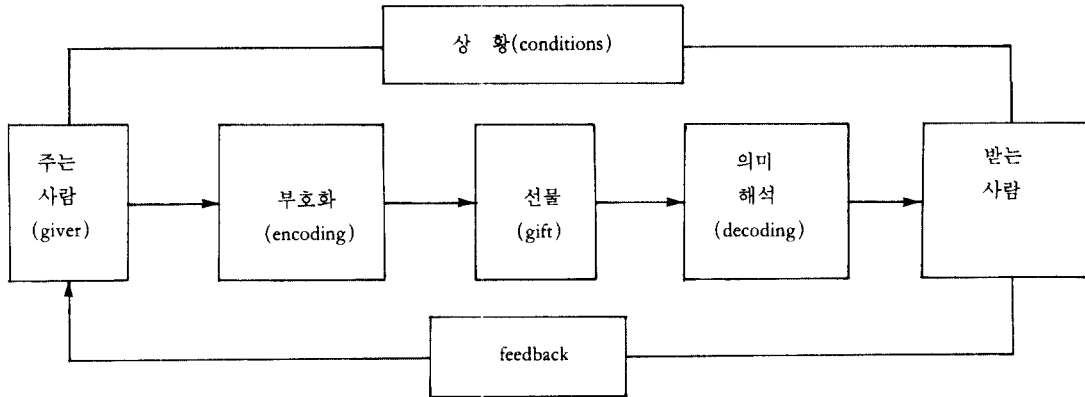 상 황(conditions)
주는
사람
(giver)
부호화
(encoding)
선물
(gift)
의미
해석
(decoding)
받는
사람
feedback